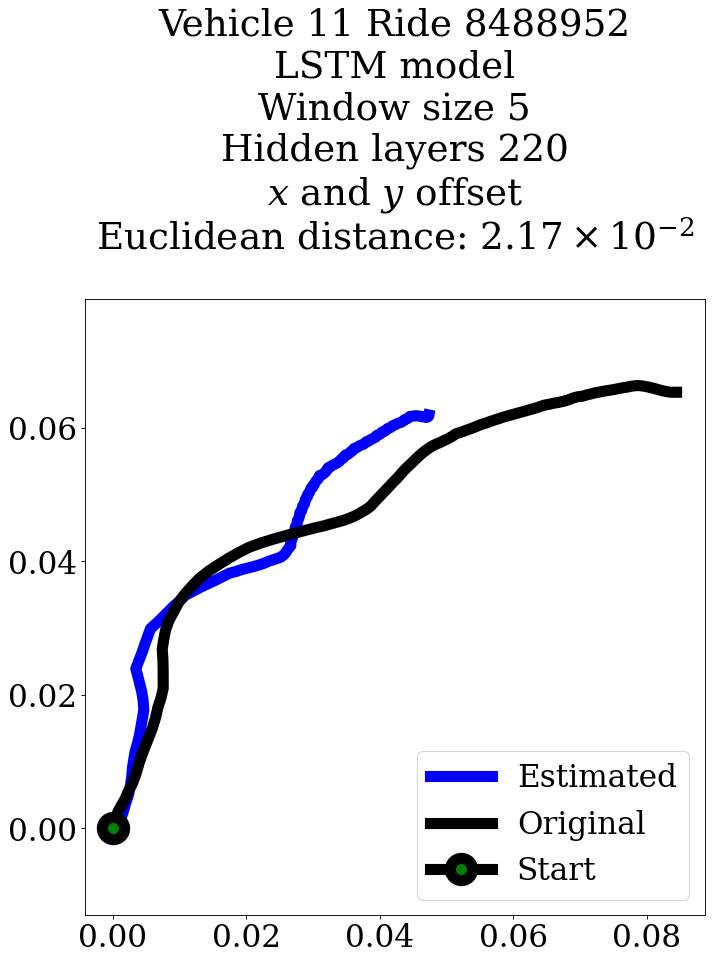 Vehicle 11 Ride 8488952
LSTM model
Window size 5
Hidden layers 220
x and y offset
Euclidean distance: 2.17 × 10⁻²
0.06
0.04
0.02
0.00
Estimated
Original
Start
0.00 0.02 0.04 0.06 0.08